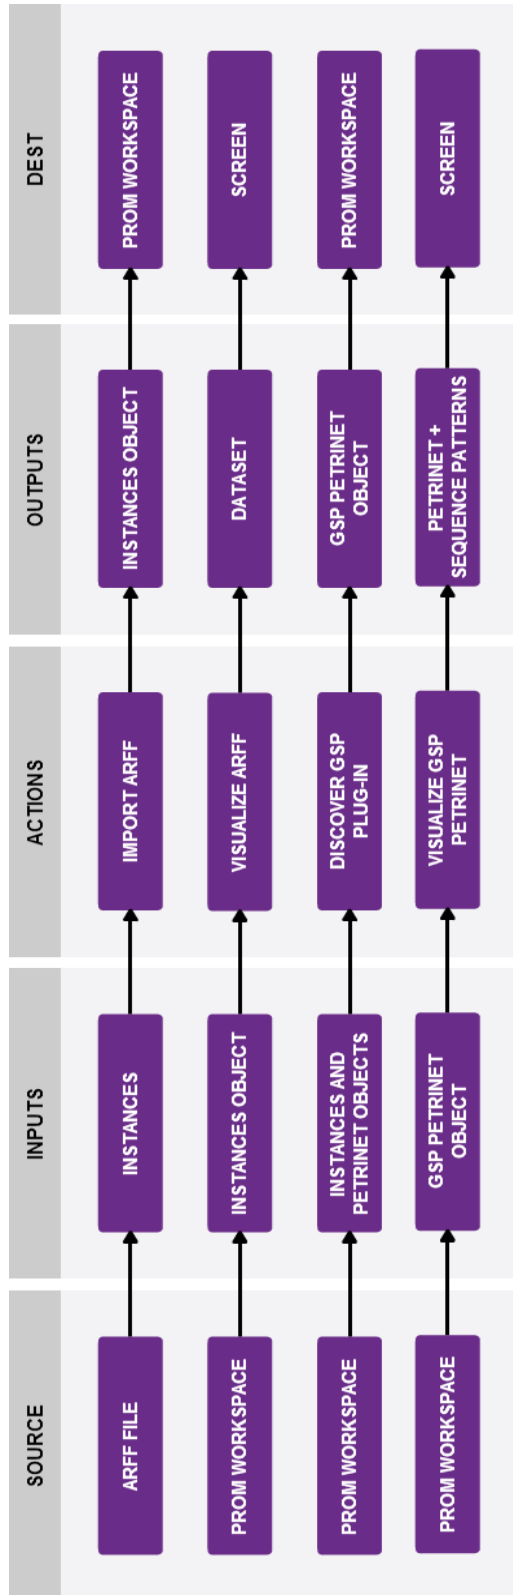 SOURCE
INPUTS
ACTIONS
OUTPUTS
DEST
ARFF FILE
INSTANCES
IMPORT ARFF
INSTANCES OBJECT
PROM WORKSPACE
PROM WORKSPACE
INSTANCES OBJECT
VISUALIZE ARFF
DATASET
SCREEN
PROM WORKSPACE
INSTANCES AND
PETRINET OBJECTS
DISCOVER GSP
PLUG-IN
GSP PETRINET
OBJECT
PROM WORKSPACE
PROM WORKSPACE
GSP PETRINET
OBJECT
VISUALIZE GSP
PETRINET
PETRINET +
SEQUENCE PATTERNS
SCREEN